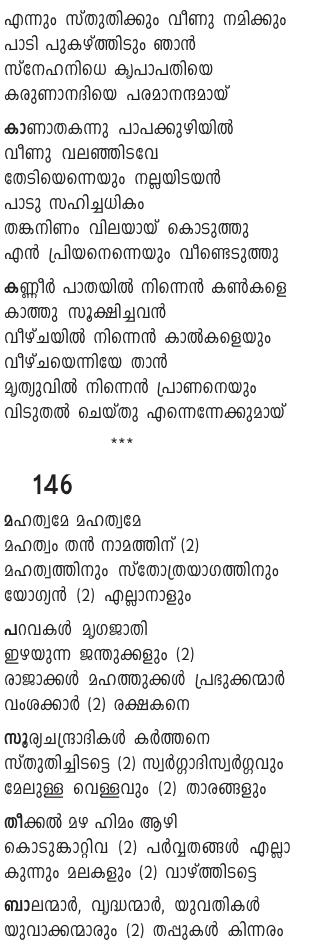 എന്നും സ്തുതിക്കും വീണു നമിക്കും
പാടി പുകഴ്ത്തിടും ഞാൻ
സ്നേഹനിധെ കൃപാപതിയെ
കരുണാനദിയെ പരമാനന്ദമായ്
കാണാതകന്നു പാപക്കുഴിയിൽ
വീണു വലഞ്ഞിടവേ
തേടിയെന്നെയും നല്ലയിടയൻ
പാടു സഹിച്ചധികം
തങ്കനിണം വിലയായ് കൊടുത്തു
എൻ പ്രിയനെന്നെയും വീണ്ടെടുത്തു
കണ്ണീർ പാതയിൽ നിന്നെൻ കൺകളെ
കാത്തു സൂക്ഷിച്ചവൻ
വീഴ്ചയിൽ നിന്നെൻ കാൽകളെയും
വീഴ്ചയെന്നിയേ താൻ
മൃത്യുവിൽ നിന്നെൻ പ്രാണനെയും
വിടുതൽ ചെയ്തു എന്നെന്നേക്കുമായ്
***
146
മഹത്വമേ മഹത്വമേ
മഹത്വം തൻ നാമത്തിന് (2)
മഹത്വത്തിനും സ്തോത്രയാഗത്തിനും
യോഗ്യൻ (2) എല്ലാനാളും
പറവകൾ മൃഗജാതി
ഇഴയുന്ന ജന്തുക്കളും (2)
രാജാക്കൾ മഹത്തുക്കൾ പ്രഭുക്കന്മാർ
വംശക്കാർ (2) രക്ഷകനെ
സൂര്യചന്ദ്രാദികൾ കർത്തനെ
സ്തുതിച്ചിടട്ടെ (2) സ്വർഗ്ഗാദിസ്വർഗ്ഗവും
മേലുള്ള വെള്ളവും (2) താരങ്ങളും
തീക്കൽ മഴ ഹിമം ആഴി
കൊടുങ്കാറ്റിവ (2) പർവ്വതങ്ങൾ എല്ലാ
കുന്നും മലകളും (2) വാഴ്ത്തിടട്ടെ
ബാലന്മാർ, വൃദ്ധന്മാർ, യുവതികൾ
യുവാക്കന്മാരും (2) തപ്പുകൾ കിന്നരം